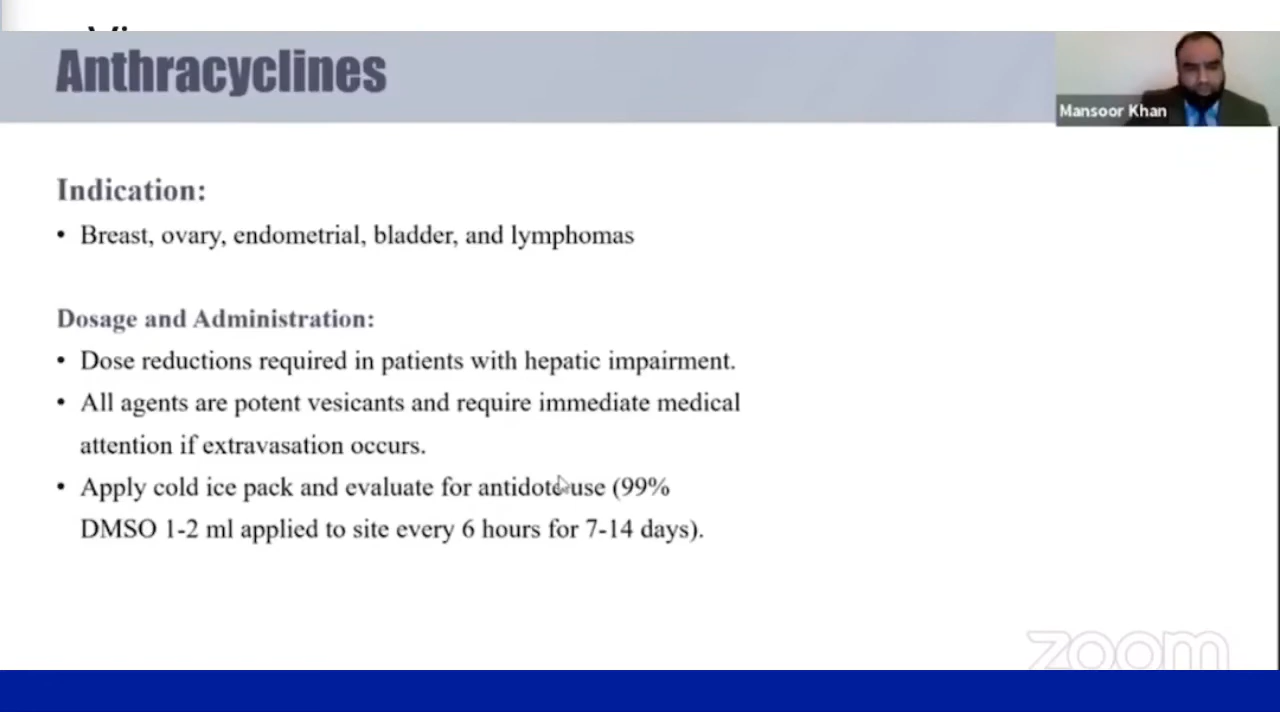 Anthracyclines
Mansoor Khan
Indication:
• Breast, ovary, endometrial, bladder, and lymphomas
Dosage and Administration:
• Dose reductions required in patients with hepatic impairment.
• All agents are potent vesicants and require immediate medical
attention if extravasation occurs.
• Apply cold ice pack and evaluate for antidote use (99%
DMSO 1-2 ml applied to site every 6 hours for 7-14 days).
zoom